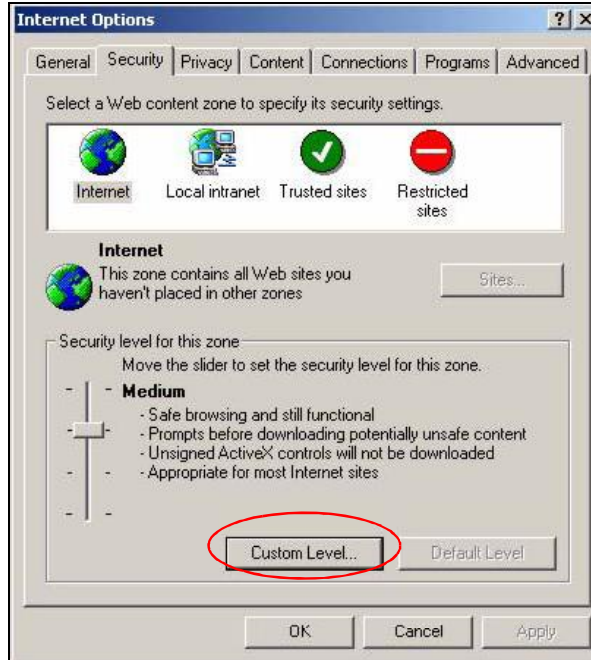 Internet Options
General Security Privacy Content Connections Programs Advanced
Select a Web content zone to specify its security settings.
Internet Local intranet Trusted sites Restricted
sites
Internet
This zone contains all Web sites you
haven't placed in other zones
Sites...
Security level for this zone
Move the slider to set the security level for this zone.
Medium
- Safe browsing and still functional
- Prompts before downloading potentially unsafe content
- Unsigned ActiveX controls will not be downloaded
- Appropriate for most Internet sites
Custom Level... Default Level
OK Cancel Apply